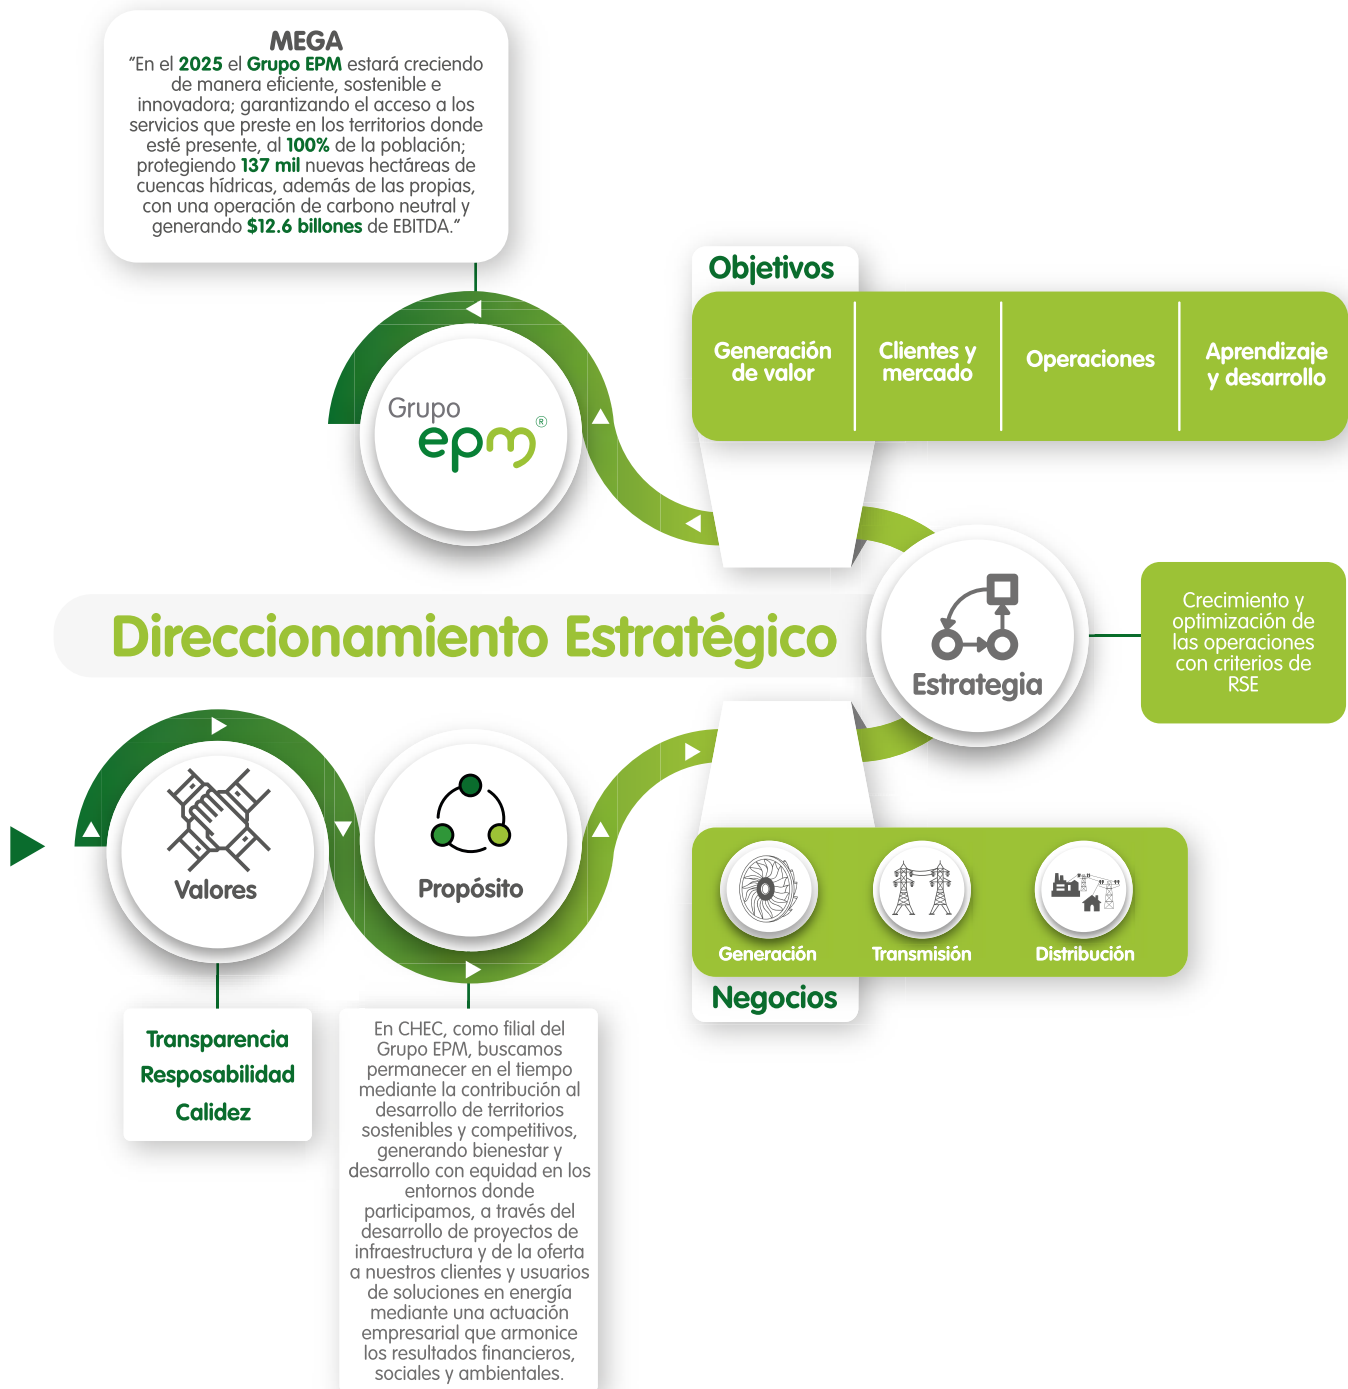 MEGA
“En el 2025 el Grupo EPM estará creciendo
de manera eficiente, sostenible e
innovadora; garantizando el acceso a los
servicios que preste en los territorios donde
esté presente, al 100% de la población;
protegiendo 137 mil nuevas hectáreas de
cuencas hídricas, además de las propias,
con una operación de carbono neutral y
generando $12.6 billones de EBITDA.“
Objetivos
Generación
de valor
Clientes y
mercado
Operaciones
Aprendizaje
y desarrollo
Grupo
epm®
Direccionamiento Estratégico
Estrategia
Crecimiento y
optimización de
las operaciones
con criterios de
RSE
Valores
Propósito
Generación
Transmisión
Distribución
Negocios
Transparencia
Resposabilidad
Calidez
En CHEC, como filial del
Grupo EPM, buscamos
permanecer en el tiempo
mediante la contribución al
desarollo de territorios
sostenibles y competitivos,
generando bienestar y
desarrollo con equidad en los
entornos donde
participamos, a través del
desarrollo de proyectos de
infraestructura y de la oferta
a nuestros clientes y usuarios
de soluciones en energía
mediante una actuación
empresarial que armonice
los resultados financieros,
sociales y ambientales.